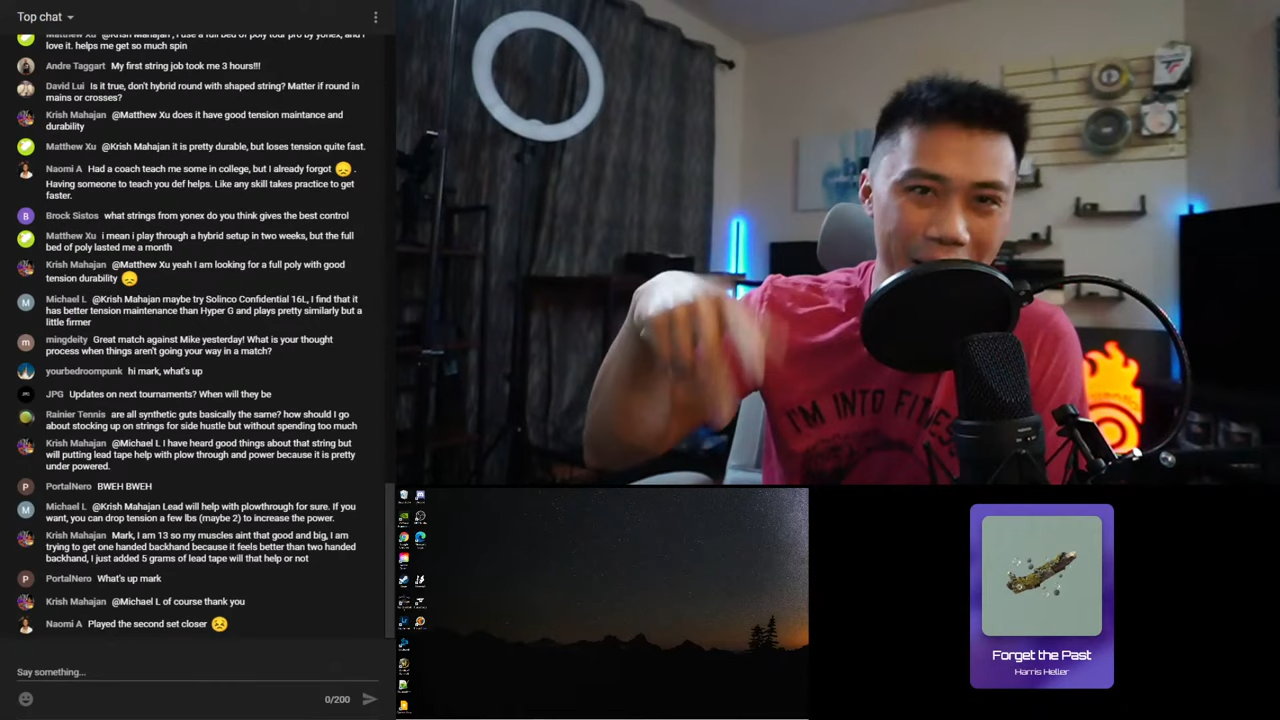 Top chat
Matthew Xu @Krish Mahajan, I use a full bed of poly tour pro by yonex, and I
love it. helps me get so much spin
Andre Taggart My first string job took me 3 hours!!!
David Lui Is it true, don't hybrid round with shaped string? Matter if round in
mains or crosses?
Krish Mahajan @Matthew Xu does it have good tension maintance and
durability
Matthew Xu @Krish Mahajan it is pretty durable, but loses tension quite fast.
Naomi A Had a coach teach me some in college, but I already forgot 😞.
Having someone to teach you def helps. Like any skill takes practice to get
faster.
Brock Sistos what strings from yonex do you think gives the best control
Matthew Xu i mean i play through a hybrid setup in two weeks, but the full
bed of poly lasted me a month
Krish Mahajan @Matthew Xu yeah I am looking for a full poly with good
tension durability 😞
Michael L @Krish Mahajan maybe try Solinco Confidential 16L, I find that it
has better tension maintenance than Hyper G and plays pretty similarly but a
little firmer
mingdeity Great match against Mike yesterday! What is your thought
process when things aren't going your way in a match?
yourbedroompunk hi mark, what's up
JPG Updates on next tournaments? When will they be
Rainier Tennis are all synthetic guts basically the same? how should I go
about stocking up on strings for side hustle but without spending too much
Krish Mahajan @Michael L I have heard good things about that string but
will putting lead tape help with plow through and power because it is pretty
under powered.
PortalNero BWEH BWEH
Michael L @Krish Mahajan Lead will help with plowthrough for sure. If you
want, you can drop tension a few lbs (maybe 2) to increase the power.
Krish Mahajan Mark, I am 13 so my muscles aint that good and big, I am
trying to get one handed backhand because it feels better than two handed
backhand, I just added 5 grams of lead tape will that help or not
PortalNero What's up mark
Krish Mahajan @Michael L of course thank you
Naomi A Played the second set closer 😣
Say something...
0/200
I'M INTO FITNESS
Forget the Past
Harris Heller